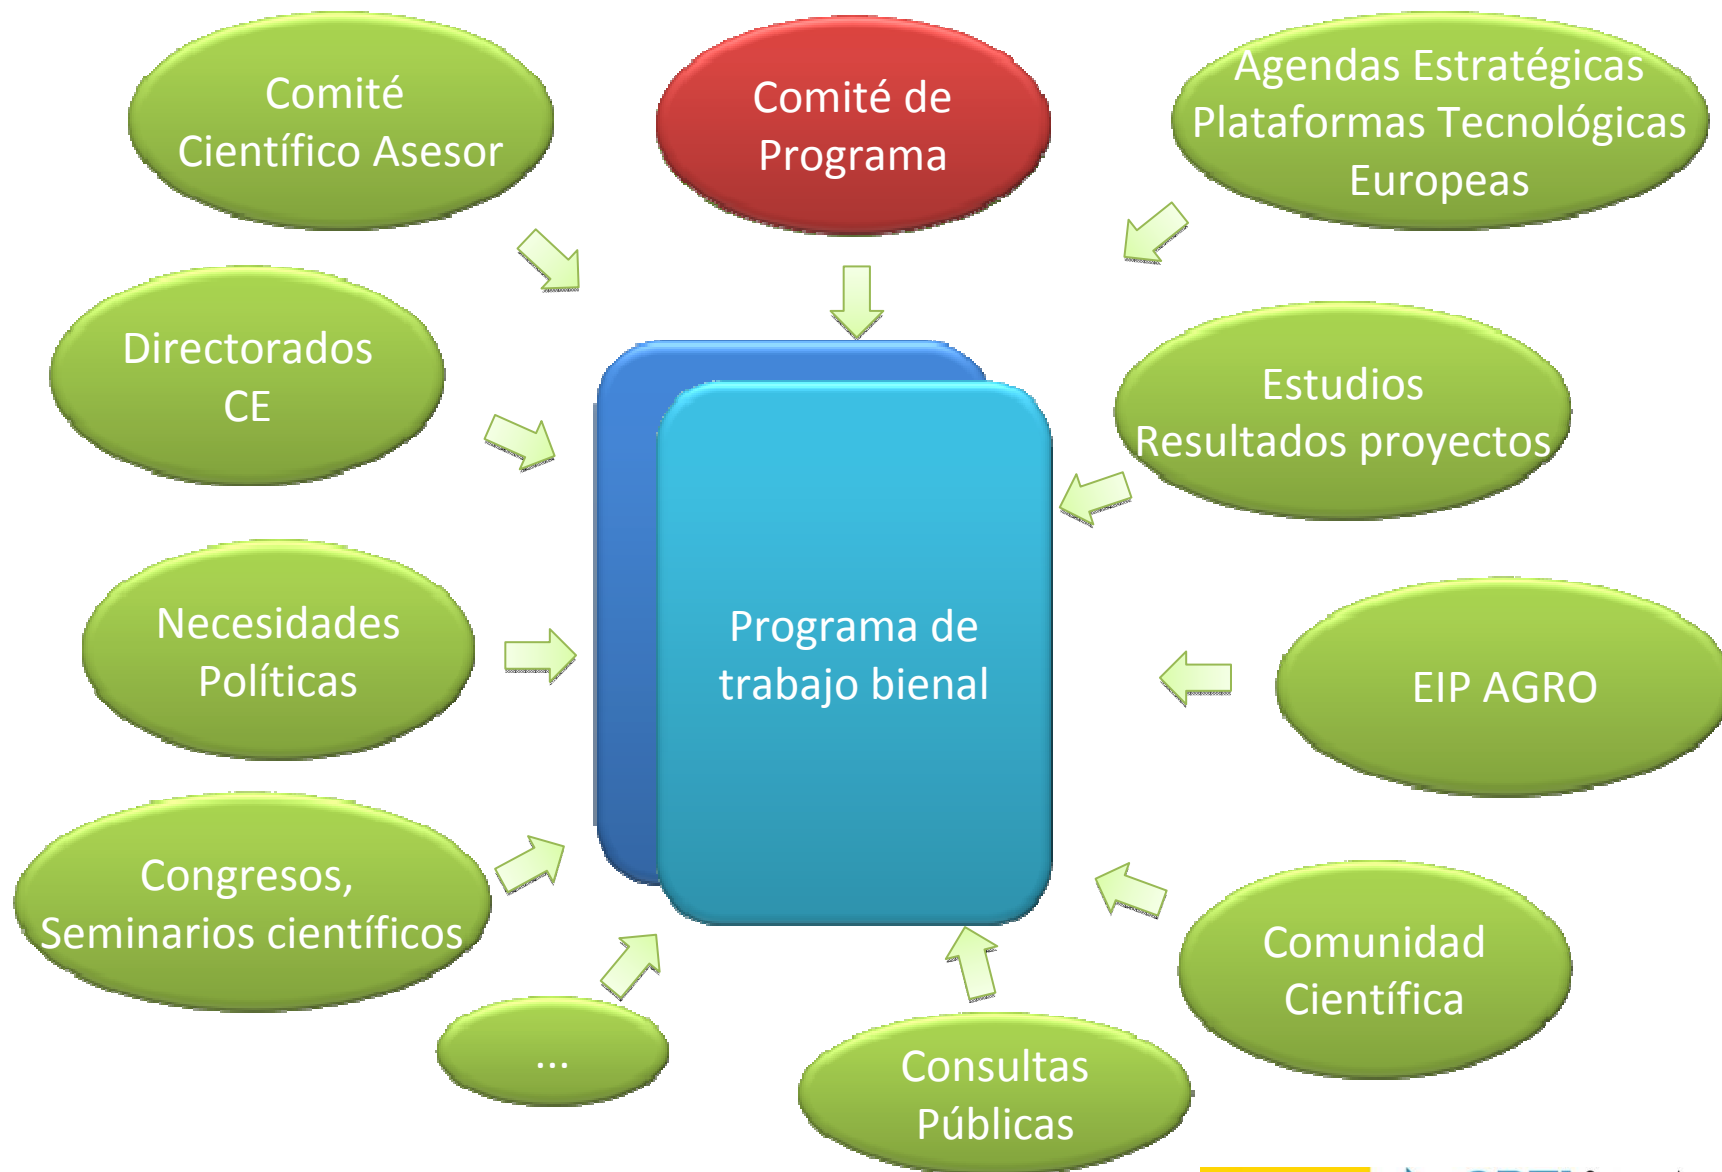 Comité
Científico Asesor
Comité de
Programa
Agendas Estratégicas
Plataformas Tecnológicas
Europeas
Directorados
CE
Estudios
Resultados proyectos
Necesidades
Políticas
Programa de
trabajo bienal
EIP AGRO
Congresos,
Seminarios científicos
Comunidad
Científica
...
Consultas
Públicas